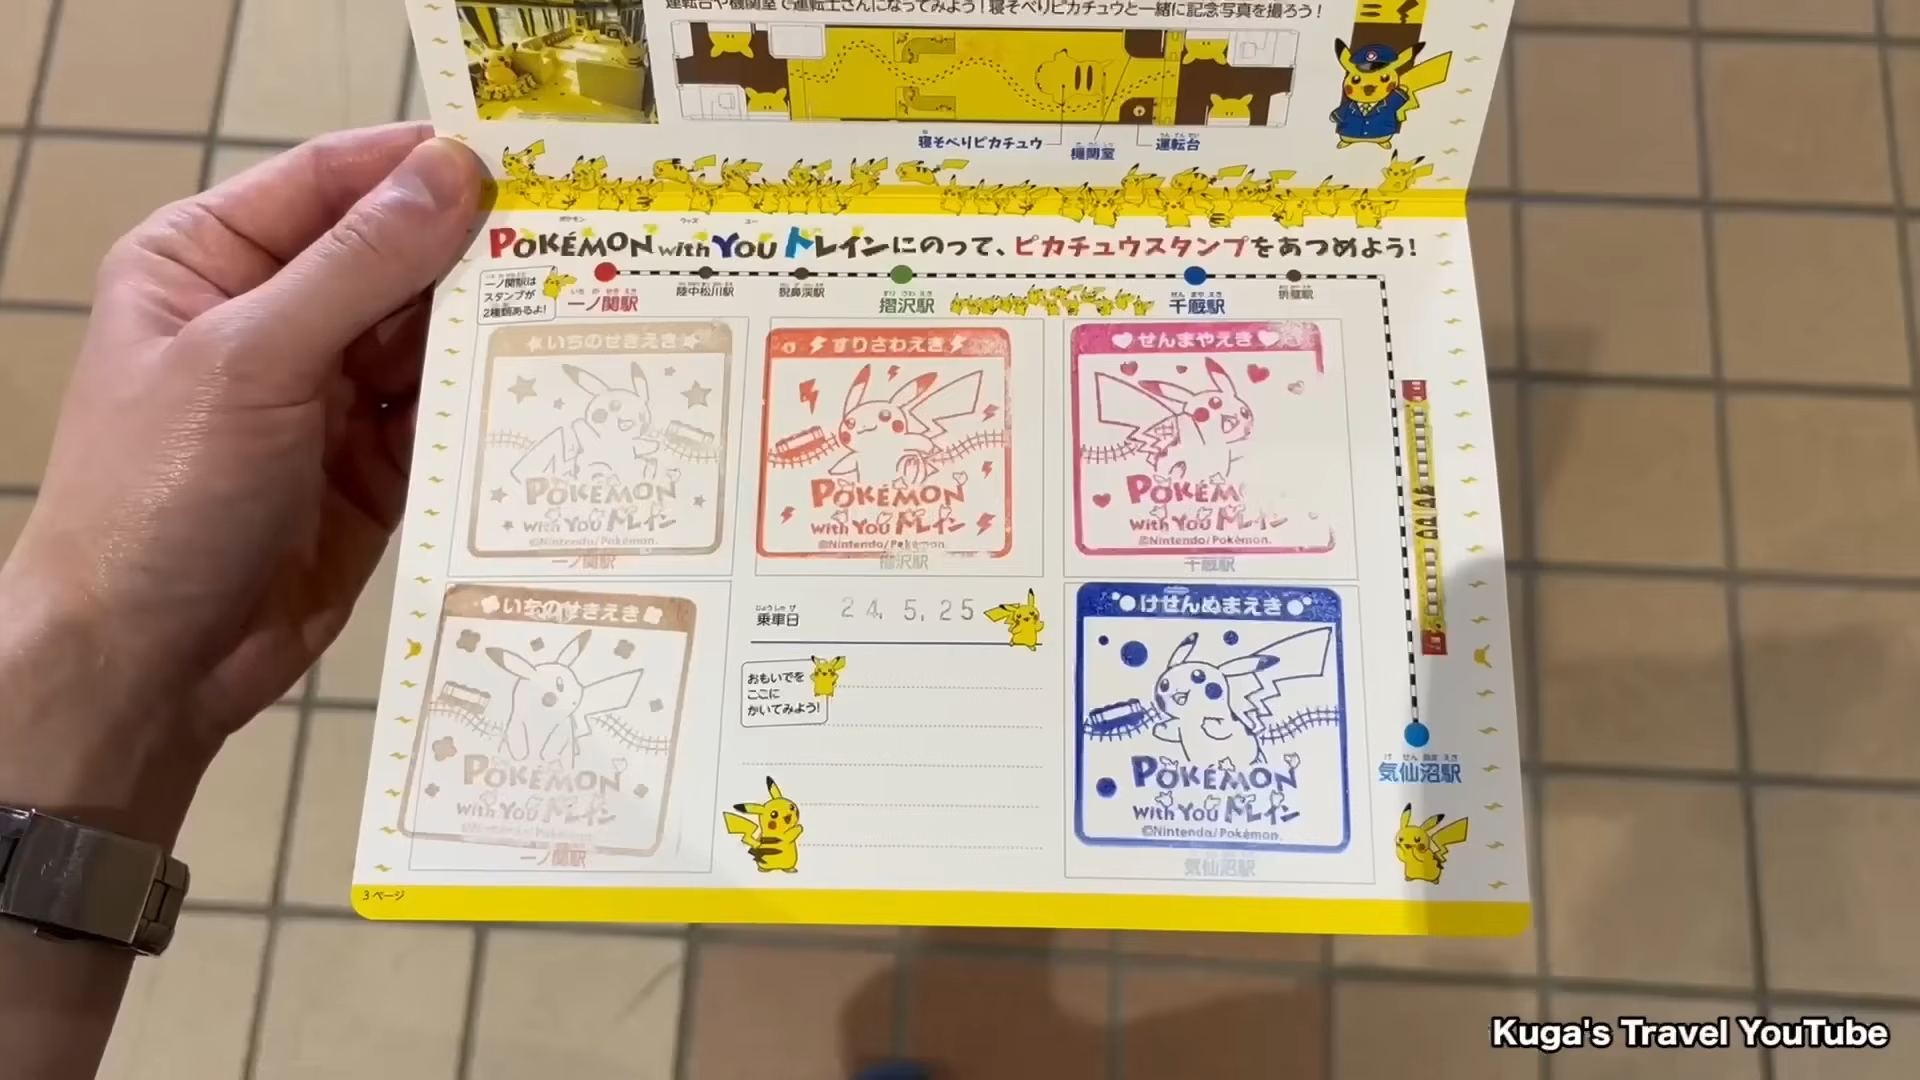 運転台や機関室で運転士さんになってみよう!寝そべりピカチュウと一緒に記念写真を撮ろう!
寝そべりピカチュウ
機関室
運転台
POKÉMON with YOU トレインにのって、ピカチュウスタンプをあつめよう!
一ノ関駅は
スタンプが
2種類あるよ!
一ノ関駅
陸中松川駅
猊鼻渓駅
摺沢駅
千厩駅
折壁駅
いちのせきえき
POKÉMON
with YOU トレイン
©Nintendo/Pokémon.
一ノ関駅
すりさわえき
POKÉMON
with YOU トレイン
©Nintendo/Pokémon.
摺沢駅
せんまやえき
POKÉM
with YOU トレイン
©Nintendo/Pokémon.
千厩駅
いちのせきえき
POKÉMON
with YOU トレイン
©Nintendo/Pokémon.
一ノ関駅
乗車日
24. 5. 25
おもいでを
ここに
かいてみよう!
けせんぬまえき
POKÉMON
with YOU トレイン
©Nintendo/Pokémon.
気仙沼駅
気仙沼駅
3ページ
Kuga's Travel YouTube